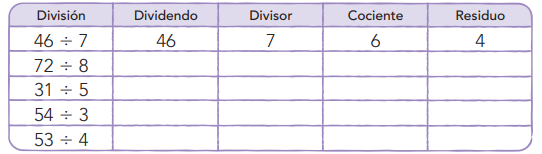 División Dividendo Divisor Cociente Residuo
46 ÷ 7 46 7 6 4
72 ÷ 8
31 ÷ 5
54 ÷ 3
53 ÷ 4